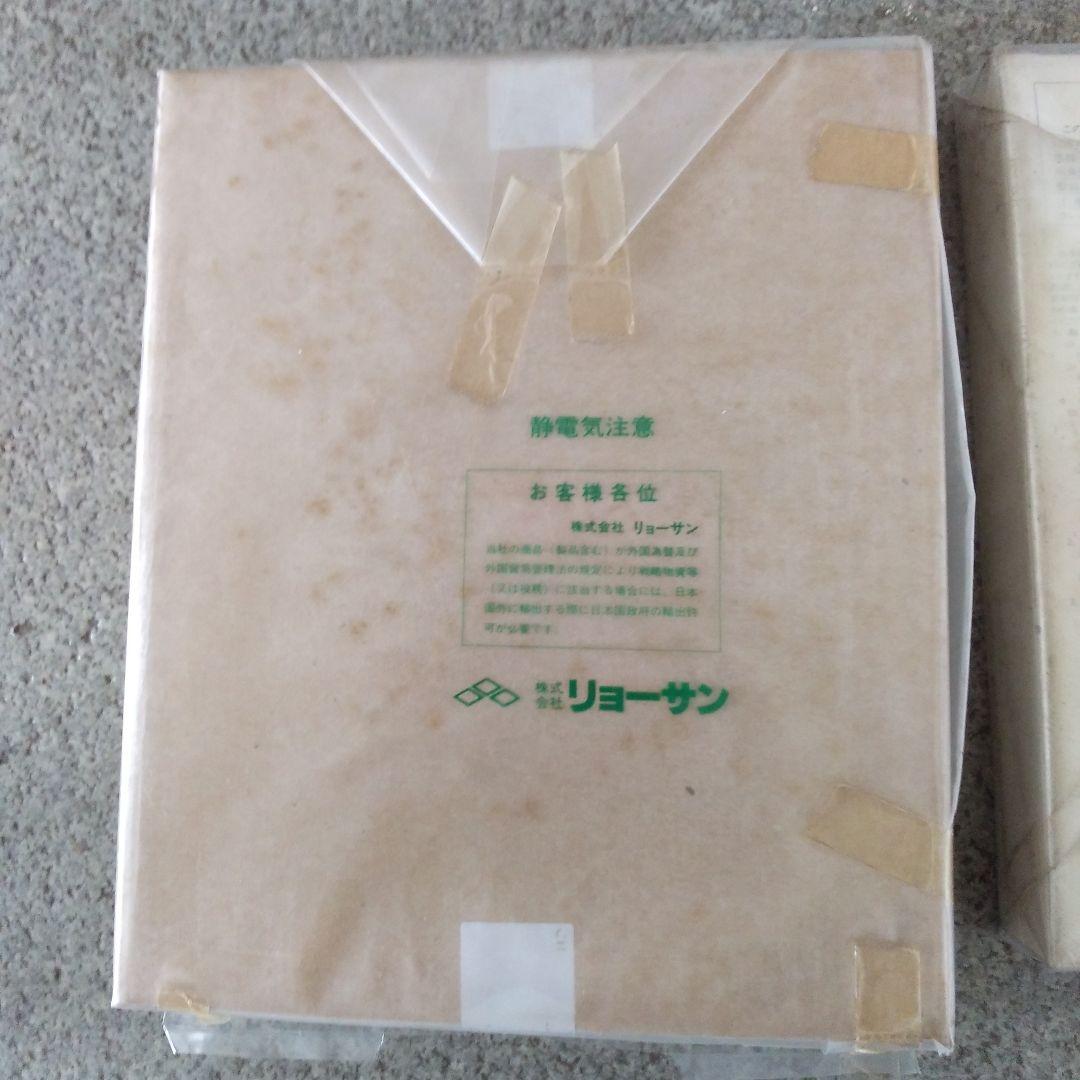 静電気注意
お客様各位
株式会社 リョーサン
当社の商品(製品含む)が外国為替及び
外国貿易管理法の規定により戦略物資等
(又は役務)に該当する場合には、日本
国外に輸出する際に日本国政府の輸出許
可が必要です。
株式会社 リョーサン